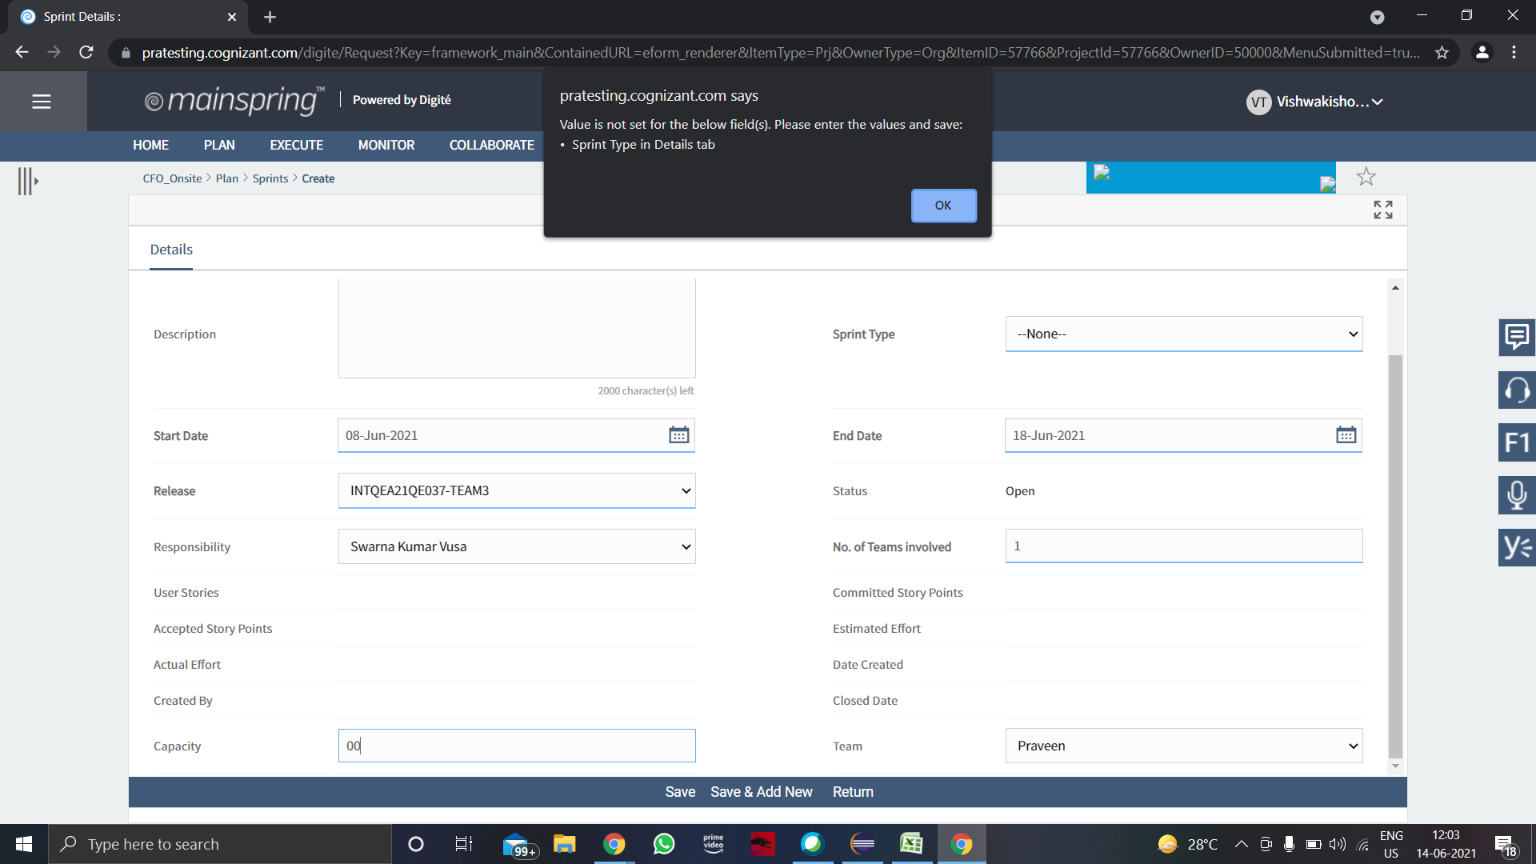 Sprint Details :
pratesting.cognizant.com/digite/Request?Key=framework_main&ContainedURL=eform_renderer&ItemType=Prj&OwnerType=Org&ItemID=57766&ProjectId=57766&OwnerID=50000&MenuSubmitted=tru...
mainspring™ Powered by Digité
VT Vishwakisho...
pratesting.cognizant.com says
Value is not set for the below field(s). Please enter the values and save:
• Sprint Type in Details tab
OK
HOME PLAN EXECUTE MONITOR COLLABORATE
CFO_Onsite > Plan > Sprints > Create
Details
Description
2000 character(s) left
Sprint Type --None--
Start Date 08-Jun-2021
End Date 18-Jun-2021
Release INTQEA21QE037-TEAM3
Status Open
Responsibility Swarna Kumar Vusa
No. of Teams involved 1
User Stories
Committed Story Points
Accepted Story Points
Estimated Effort
Actual Effort
Date Created
Created By
Closed Date
Capacity 00
Team Praveen
F1
Save Save & Add New Return
Type here to search
99+
prime video
28°C
ENG
US
12:03
14-06-2021
18